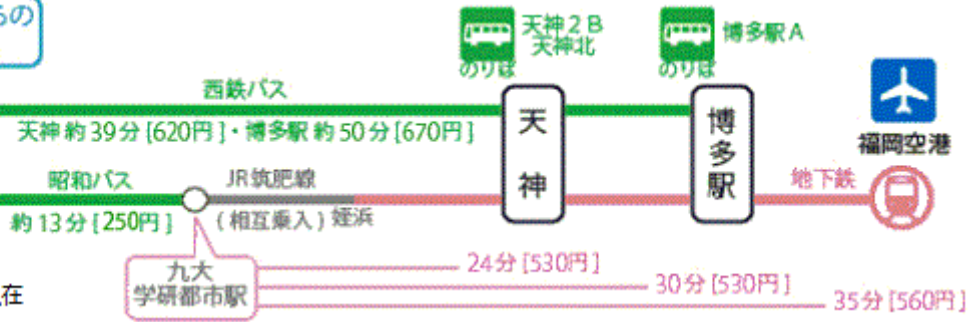 らの
天神２Ｂ
天神北
のりば
博多駅Ａ
のりば
西鉄バス
天神 約39分 [620円]・博多駅 約50分 [670円]
天神
博多駅
福岡空港
昭和バス
約13分 [250円]
JR筑肥線
(相互乗入)
姪浜
地下鉄
九大
学研都市駅
24分 [530円]
30分 [530円]
35分 [560円]
在